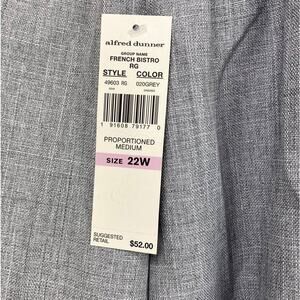 alfred dunner
GROUP NAME
FRENCH BISTRO
RG
STYLE COLOR
49603 RG 020GREY
1 91608 79177 0
PROPORTIONED
MEDIUM
SIZE 22W
SUGGESTED
RETAIL $52.00